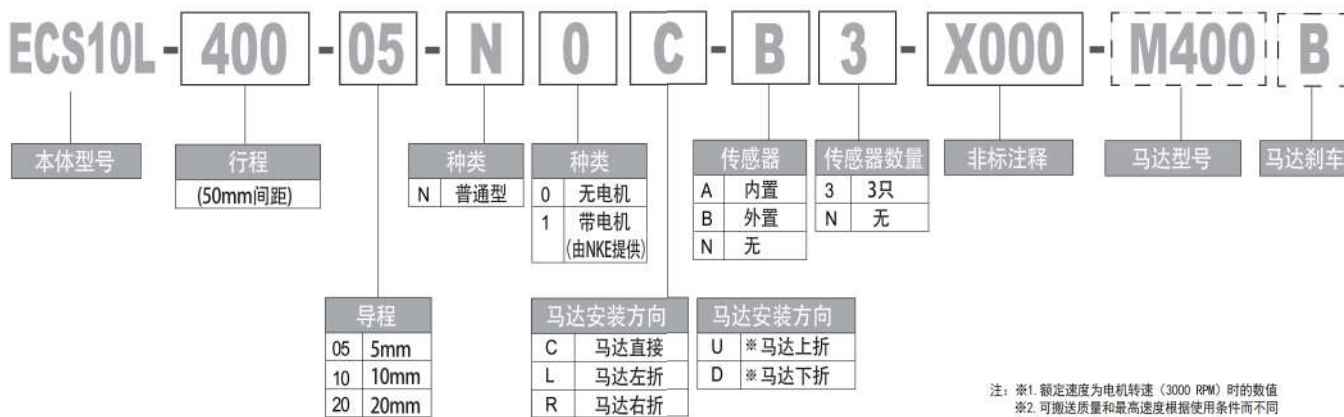 ECS10L-400-05-N0C-B3-X000-M400B
本体型号 行程 种类 种类 传感器 传感器数量 非标注释 马达型号 马达刹车
(50mm间距)
N 普通型
0 无电机
1 带电机
(由NKE提供)
A 内置
B 外置
N 无
3 3只
N 无
导程
05 5mm
10 10mm
20 20mm
马达安装方向
C 马达直接
L 马达左折
R 马达右折
马达安装方向
U ※马达上折
D ※马达下折
注：※1. 额定速度为电机转速（3000 RPM）时的数值
※2. 可搬送质量和最高速度根据使用条件而不同